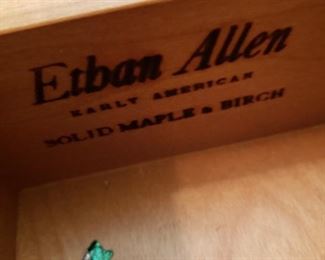 Ethan Allen
EARLY AMERICAN
SOLID MAPLE & BIRCH